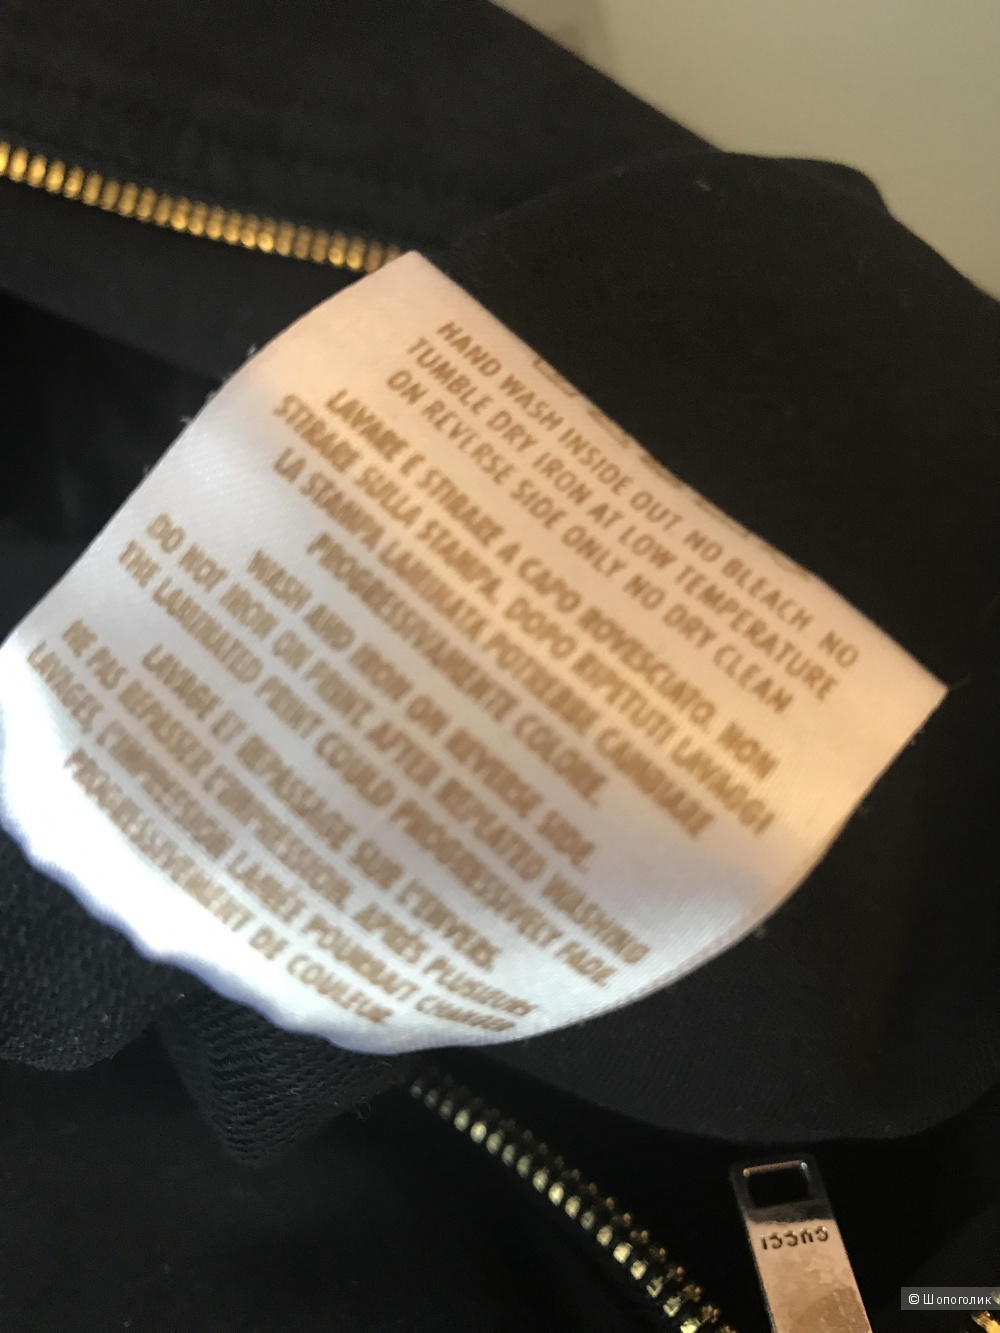 HAND WASH INSIDE OUT NO BLEACH NO
TUMBLE DRY IRON AT LOW TEMPERATURE
ON REVERSE SIDE ONLY NO DRY CLEAN
LAVARE E STIRARE A CAPO ROVESCIATO. NON
STIRARE SULLA STAMPA. DOPO RIPETUTI LAVAGGI
LA STAMPA LAMINATA POTREBBE CAMBIARE
PROGRESSIVAMENTE COLORE.
WASH AND IRON ON REVERSE SIDE.
DO NOT IRON ON PRINT. AFTER REPEATED WASHING
THE LAMINATED PRINT COULD PROGRESSIVELY FADE.
LAVAGE ET REPASSAGE SUR L'ENVERS.
NE PAS REPASSER L'IMPRESSION. APRÈS PLUSIEURS
LAVAGES, L'IMPRESSION LAMÉE POURRAIT CHANGER
PROGRESSIVEMENT DE COULEUR.
GUCCI
© Шопоголик